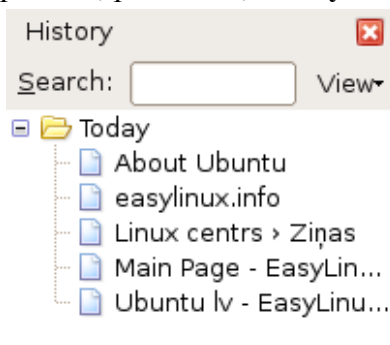 History
Search: View
Today
About Ubuntu
easylinux.info
Linux centrs › Ziņas
Main Page - EasyLin...
Ubuntu lv - EasyLinu...